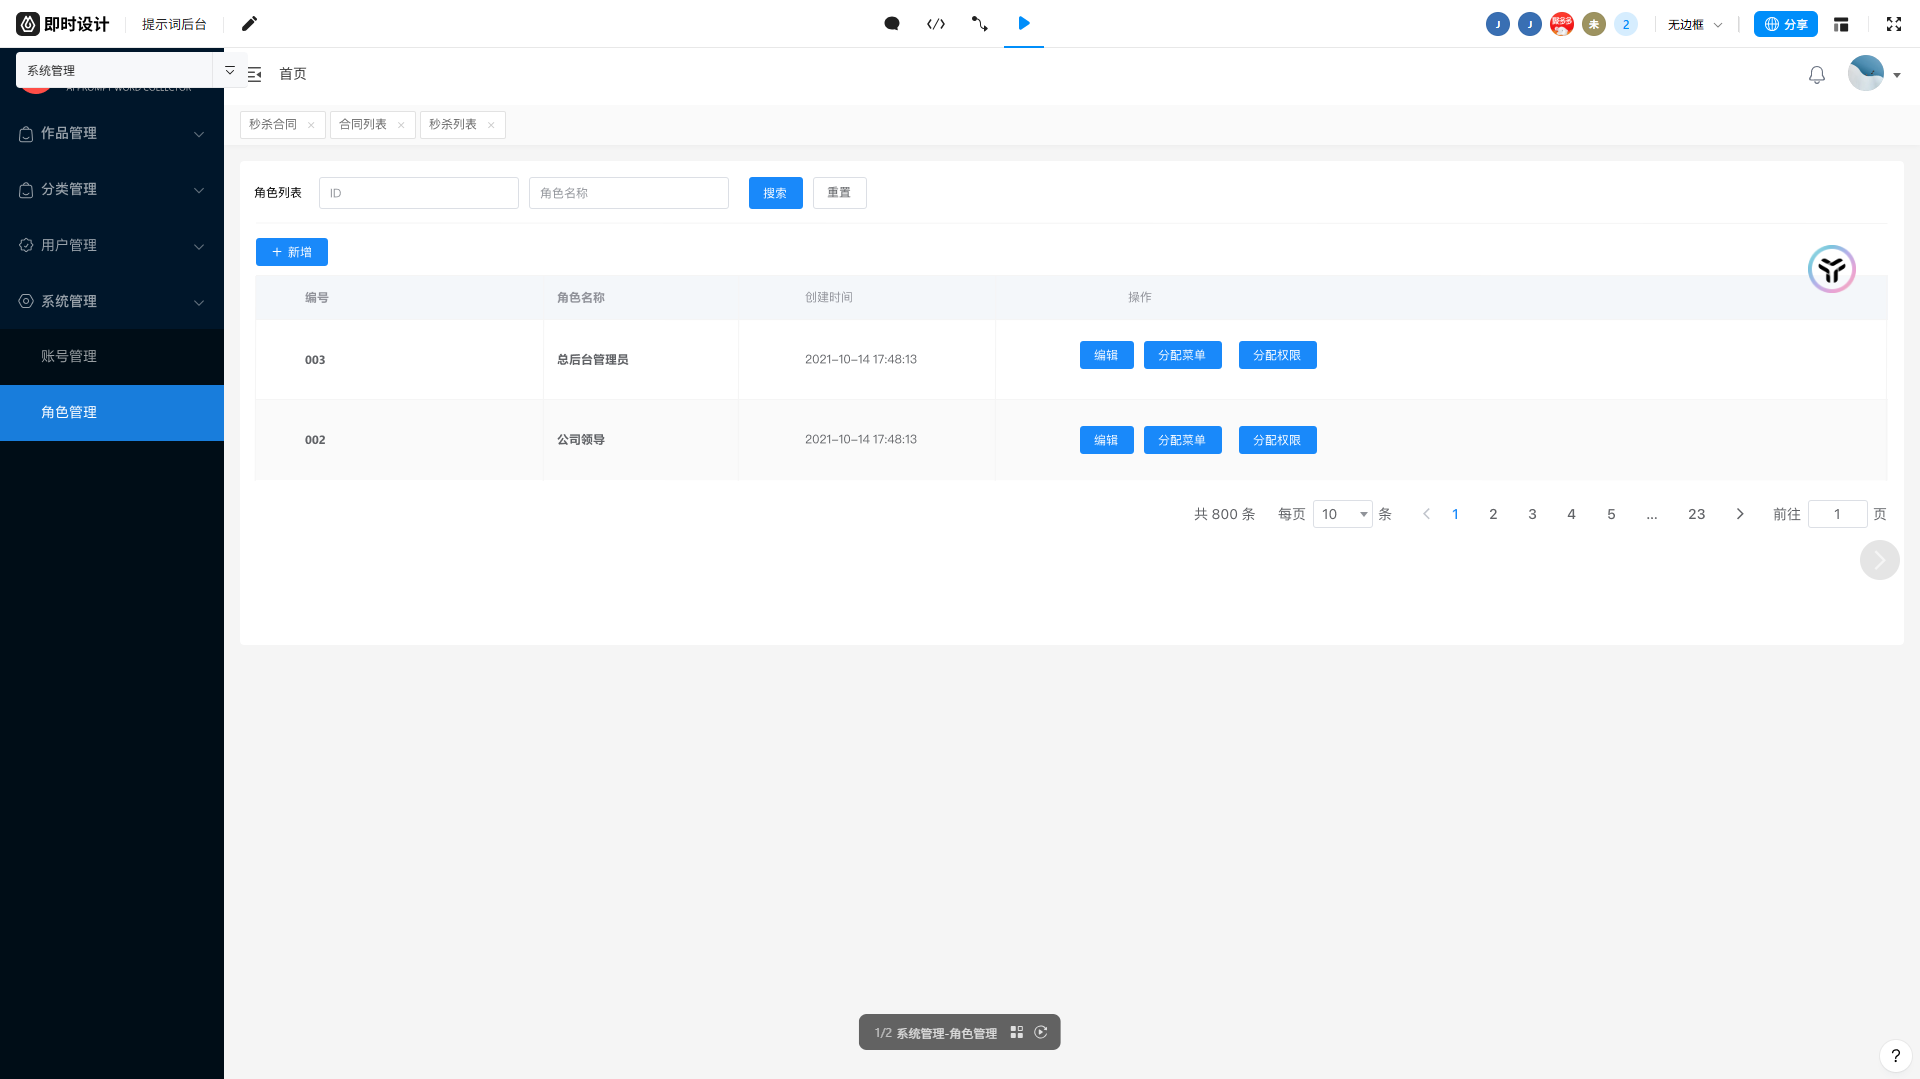 即时设计 提示词后台
J J 未 2 无边框 分享
系统管理
首页
秒杀合同 合同列表 秒杀列表
作品管理
分类管理
用户管理
系统管理
账号管理
角色管理
角色列表 ID 角色名称 搜索 重置
新增
编号 角色名称 创建时间 操作
003 总后台管理员 2021-10-14 17:48:13 编辑 分配菜单 分配权限
002 公司领导 2021-10-14 17:48:13 编辑 分配菜单 分配权限
共 800 条 每页 10 条 1 2 3 4 5 ... 23 前往 1 页
1/2 系统管理-角色管理
?